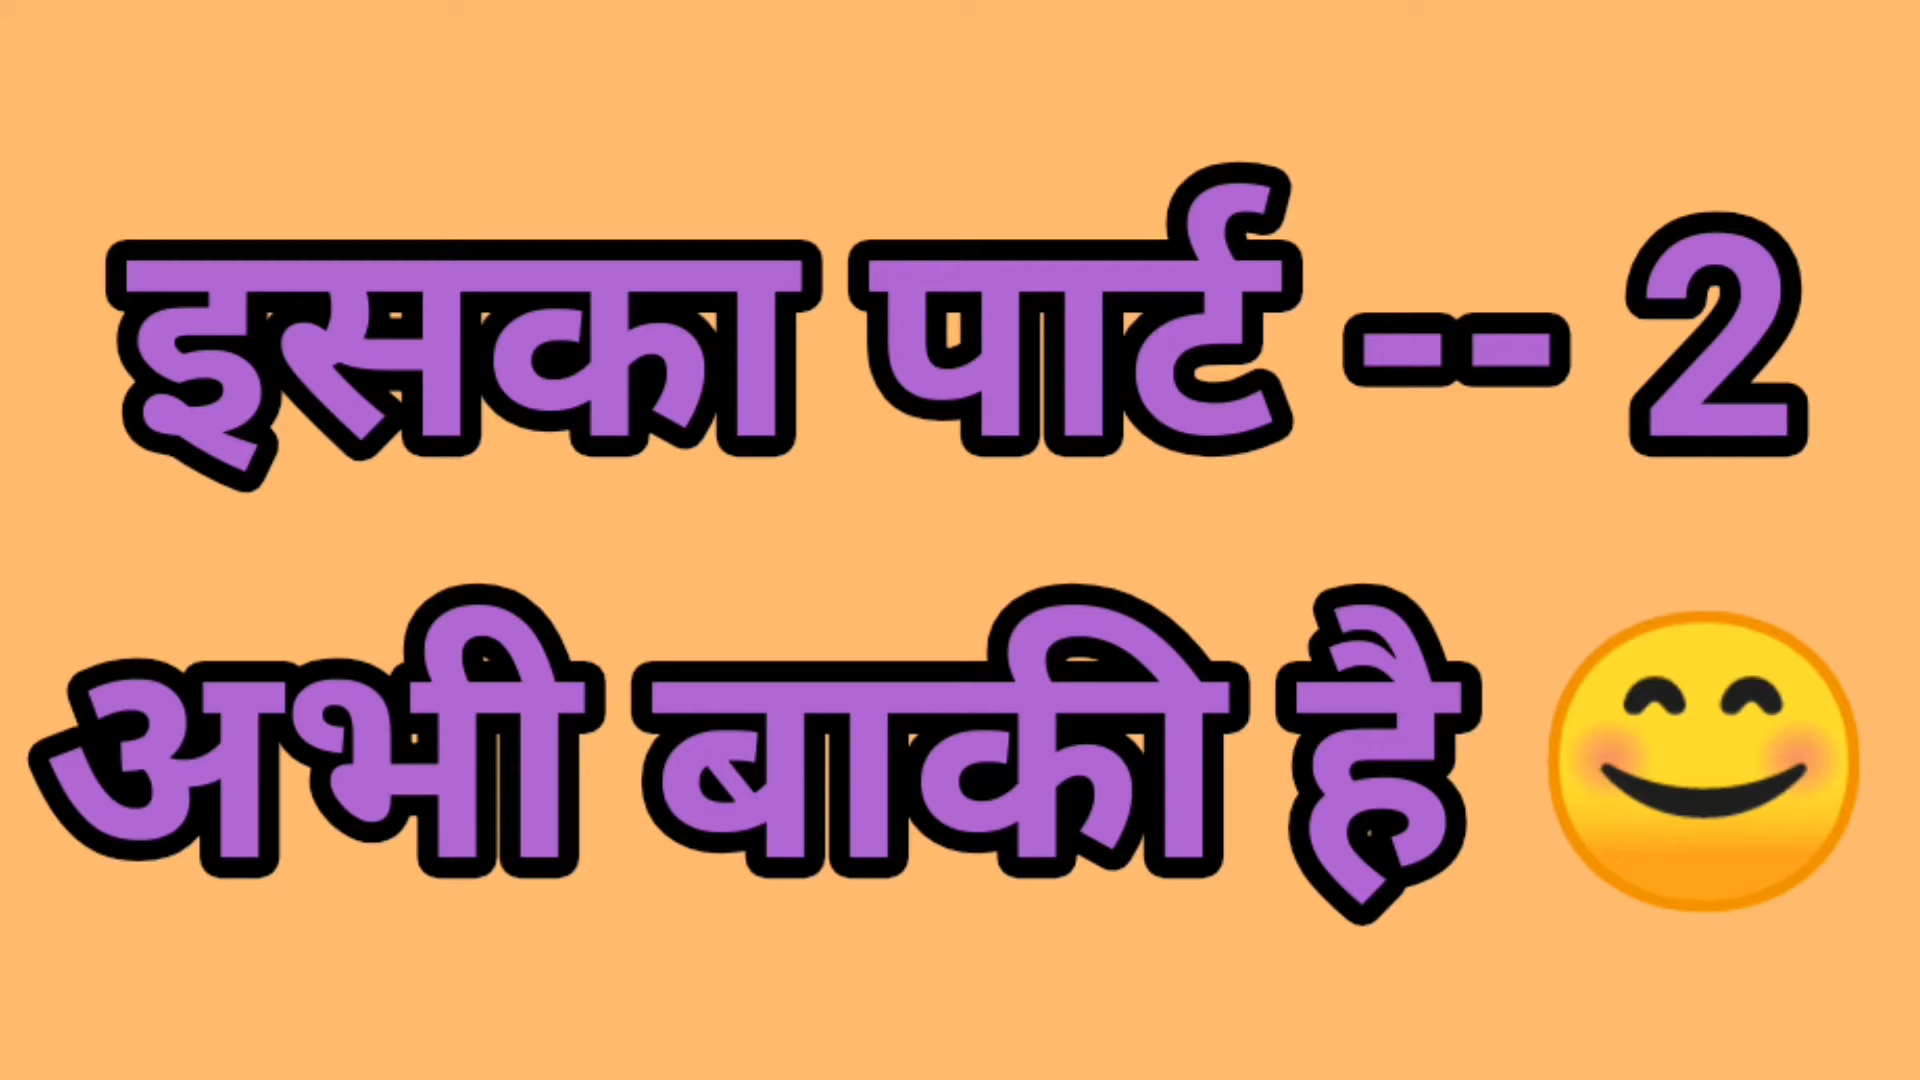 इसका पार्ट -- 2
अभी बाकी है 😊